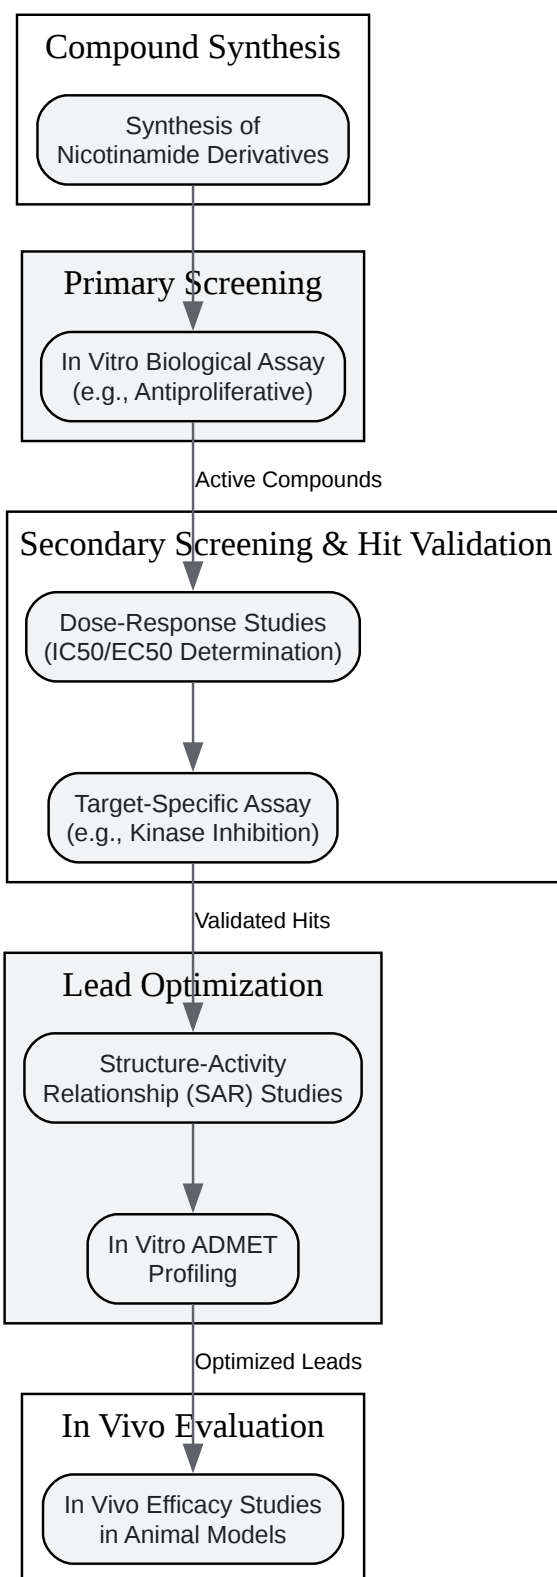 Compound Synthesis
Synthesis of
Nicotinamide Derivatives
Primary Screening
In Vitro Biological Assay
(e.g., Antiproliferative)
Active Compounds
Secondary Screening & Hit Validation
Dose-Response Studies
(IC50/EC50 Determination)
Target-Specific Assay
(e.g., Kinase Inhibition)
Validated Hits
Lead Optimization
Structure-Activity
Relationship (SAR) Studies
In Vitro ADMET
Profiling
Optimized Leads
In Vivo Evaluation
In Vivo Efficacy Studies
in Animal Models